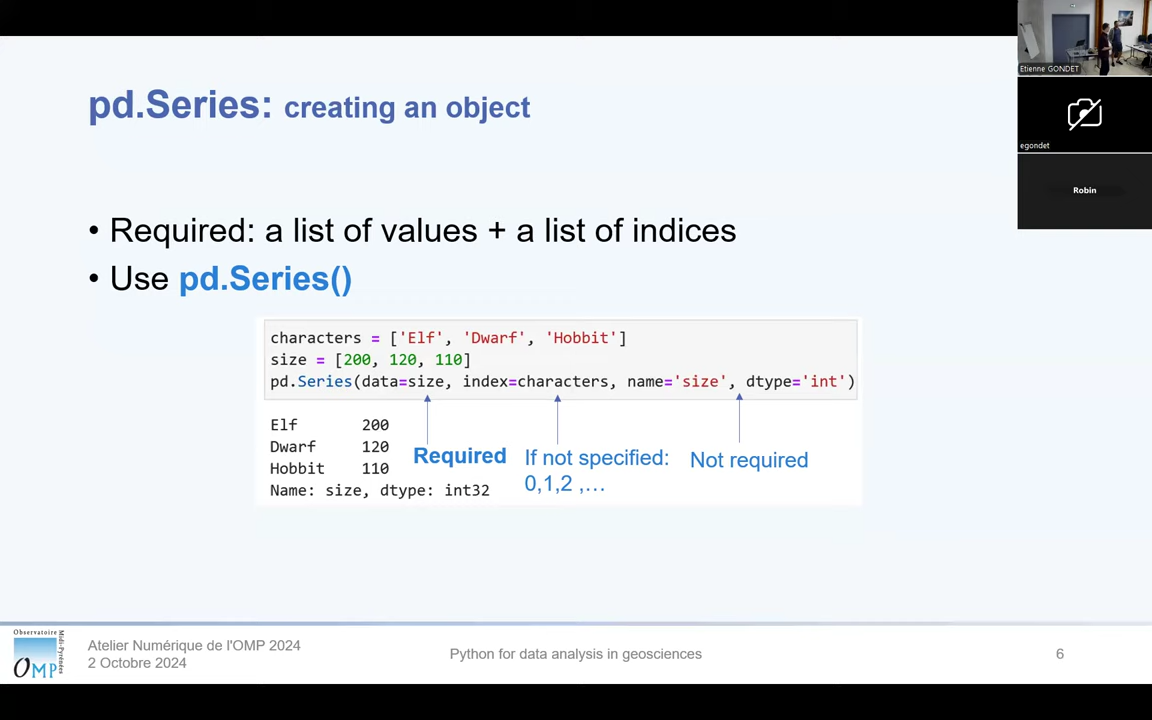 pd.Series: creating an object
• Required: a list of values + a list of indices
• Use pd.Series()
characters = ['Elf', 'Dwarf', 'Hobbit']
size = [200, 120, 110]
pd.Series(data=size, index=characters, name='size', dtype='int')
Elf 200
Dwarf 120
Hobbit 110
Name: size, dtype: int32
Required
If not specified:
0,1,2 ,…
Not required
Etienne GONDET
egondet
Robin
Observatoire
Midi-Pyrénées
OMP
Atelier Numérique de l'OMP 2024
2 Octobre 2024
Python for data analysis in geosciences
6